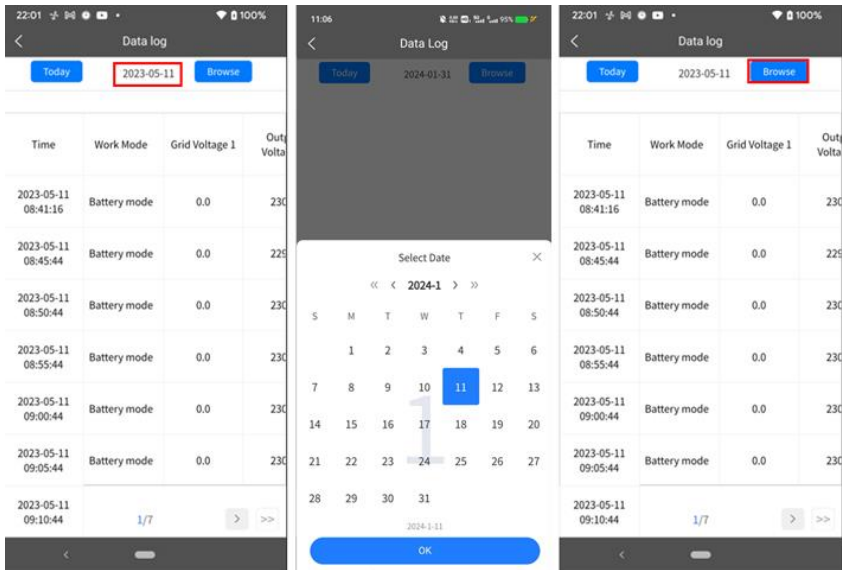 22:01 100%
Data log
Today 2023-05-11 Browse
Time Work Mode Grid Voltage 1
2023-05-11 08:41:16 Battery mode 0.0
2023-05-11 08:45:44 Battery mode 0.0
2023-05-11 08:50:44 Battery mode 0.0
2023-05-11 08:55:44 Battery mode 0.0
2023-05-11 09:00:44 Battery mode 0.0
2023-05-11 09:05:44 Battery mode 0.0
2023-05-11 09:10:44
1/7 > >>
11:06 95%
Data Log
Today 2024-01-31 Browse
Select Date
« < 2024-1 > »
S M T W T F S
1 2 3 4 5 6
7 8 9 10 11 12 13
14 15 16 17 18 19 20
21 22 23 24 25 26 27
28 29 30 31
1
2024-1-11
OK
22:01 100%
Data log
Today 2023-05-11 Browse
Time Work Mode Grid Voltage 1
2023-05-11 08:41:16 Battery mode 0.0
2023-05-11 08:45:44 Battery mode 0.0
2023-05-11 08:50:44 Battery mode 0.0
2023-05-11 08:55:44 Battery mode 0.0
2023-05-11 09:00:44 Battery mode 0.0
2023-05-11 09:05:44 Battery mode 0.0
2023-05-11 09:10:44
1/7 > >>